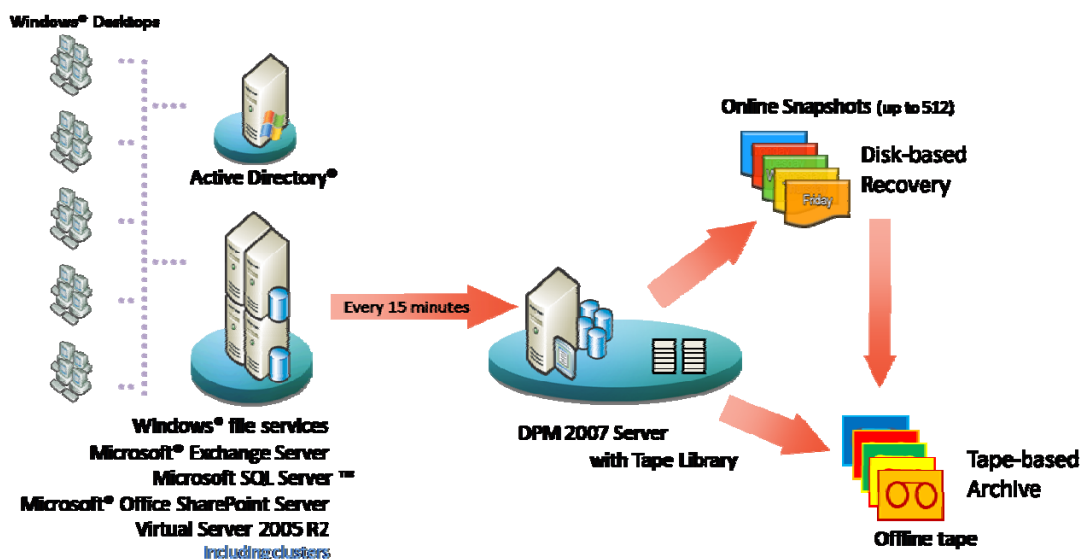 Windows® Desktops
Active Directory®
Windows® file services
Microsoft® Exchange Server
Microsoft SQL Server ™
Microsoft® Office SharePoint Server
Virtual Server 2005 R2
including clusters
Every 15 minutes
DPM 2007 Server
with Tape Library
Online Snapshots (up to 512)
Friday
Disk-based
Recovery
Tape-based
Archive
Offline tape